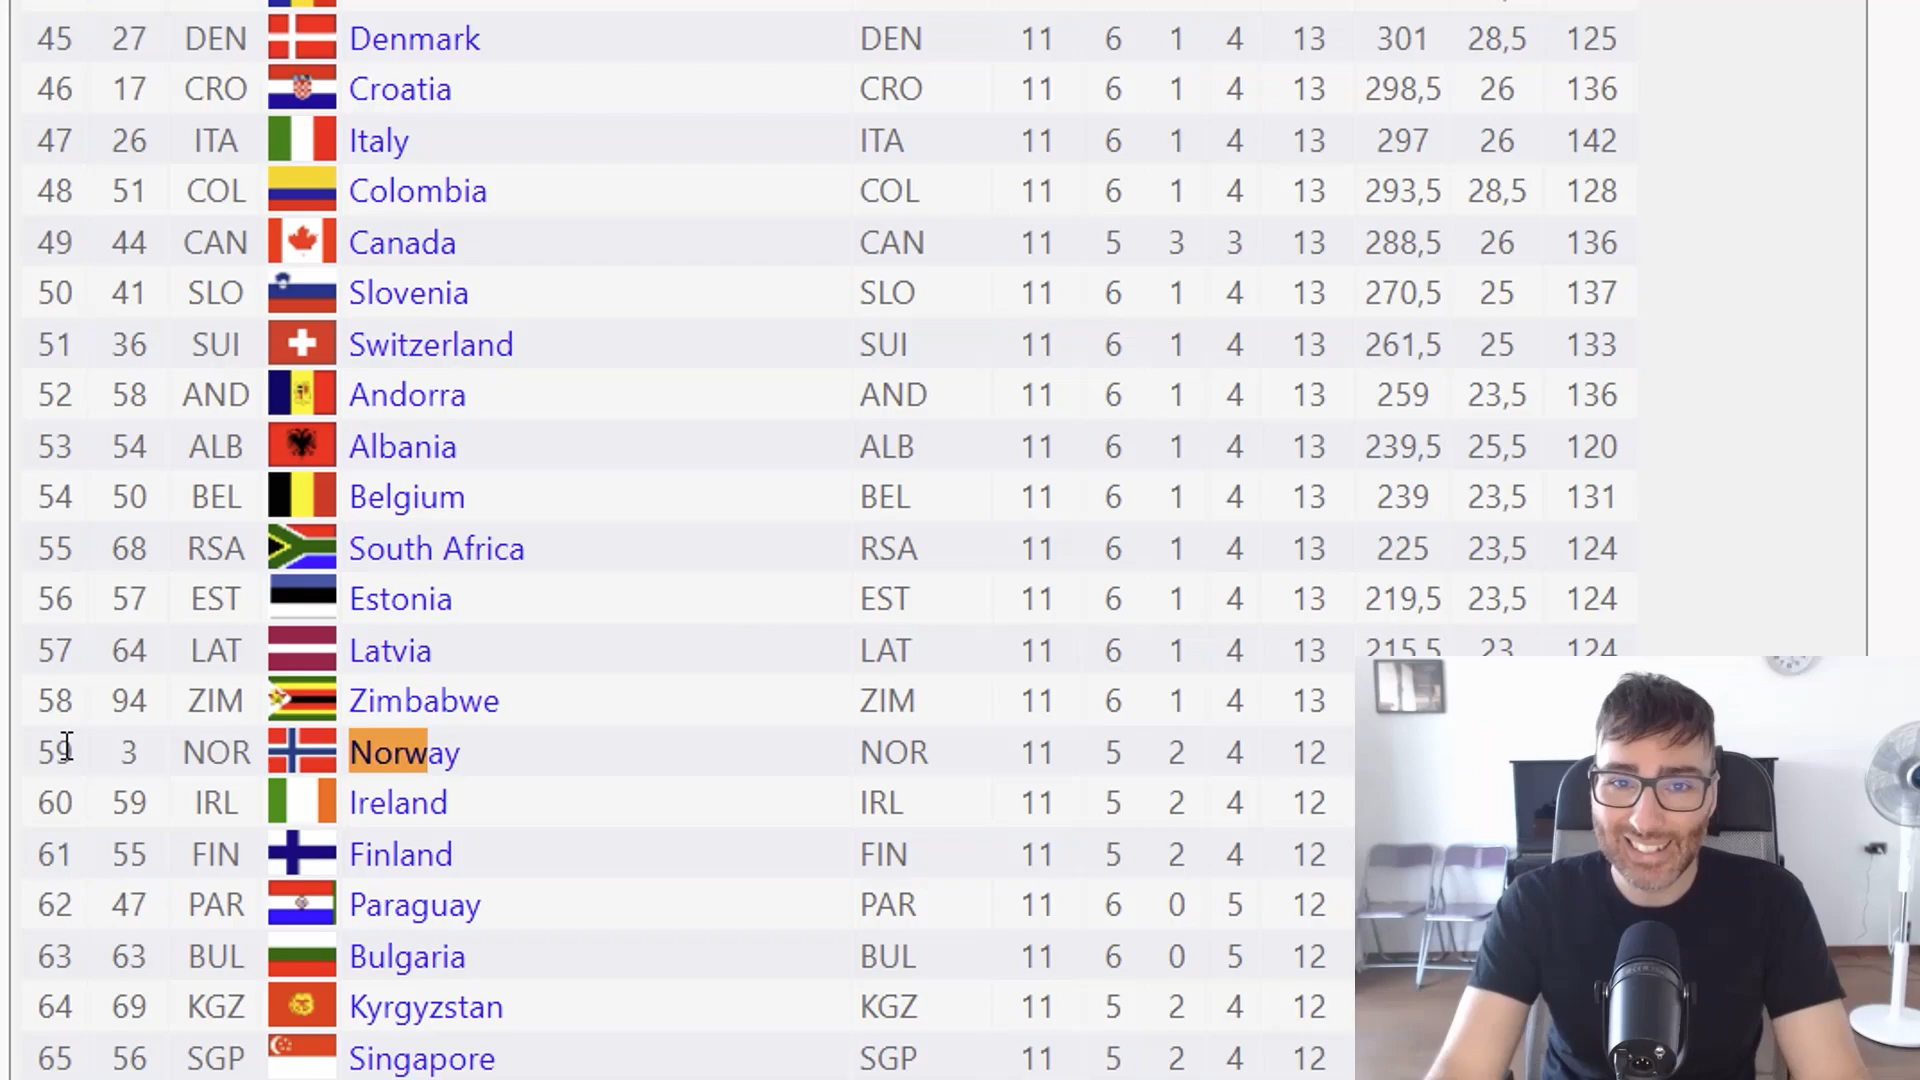 45 27 DEN Denmark DEN 11 6 1 4 13 301 28,5 125
46 17 CRO Croatia CRO 11 6 1 4 13 298,5 26 136
47 26 ITA Italy ITA 11 6 1 4 13 297 26 142
48 51 COL Colombia COL 11 6 1 4 13 293,5 28,5 128
49 44 CAN Canada CAN 11 5 3 3 13 288,5 26 136
50 41 SLO Slovenia SLO 11 6 1 4 13 270,5 25 137
51 36 SUI Switzerland SUI 11 6 1 4 13 261,5 25 133
52 58 AND Andorra AND 11 6 1 4 13 259 23,5 136
53 54 ALB Albania ALB 11 6 1 4 13 239,5 25,5 120
54 50 BEL Belgium BEL 11 6 1 4 13 239 23,5 131
55 68 RSA South Africa RSA 11 6 1 4 13 225 23,5 124
56 57 EST Estonia EST 11 6 1 4 13 219,5 23,5 124
57 64 LAT Latvia LAT 11 6 1 4 13 215,5 23 124
58 94 ZIM Zimbabwe ZIM 11 6 1 4 13
59 3 NOR Norway NOR 11 5 2 4 12
60 59 IRL Ireland IRL 11 5 2 4 12
61 55 FIN Finland FIN 11 5 2 4 12
62 47 PAR Paraguay PAR 11 6 0 5 12
63 63 BUL Bulgaria BUL 11 6 0 5 12
64 69 KGZ Kyrgyzstan KGZ 11 5 2 4 12
65 56 SGP Singapore SGP 11 5 2 4 12